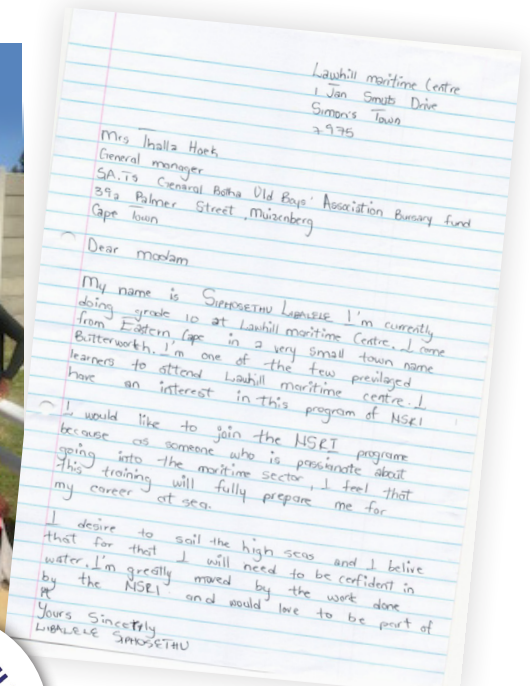 Lawhill maritime Centre
1 Jan Smuts Drive
Simon's Town
7975
Mrs Thalla Hoek
General manager
S.A.T.S General Botha Old Boys' Association Bursary fund
39a Palmer Street, Muizenberg
Cape Town
Dear madam
My name is SIPHOSETHU LIBALELE I'm currently
doing grade 10 at Lawhill maritime Centre. I come
from Eastern Cape in a very small town name
Butterworth. I'm one of the few previlaged
learners to attend Lawhill maritime centre. I
have an interest in this program of NSRI
I would like to join the NSRI programe
because as someone who is passionate about
going into the maritime sector, I feel that
this training will fully prepare me for
my career at sea.
I desire to sail the high seas and I belive
that for that I will need to be confident in
water. I'm greatly moved by the work done
by the NSRI and would love to be part of
it
Yours Sincerly
LIBALELE SIPHOSETHU